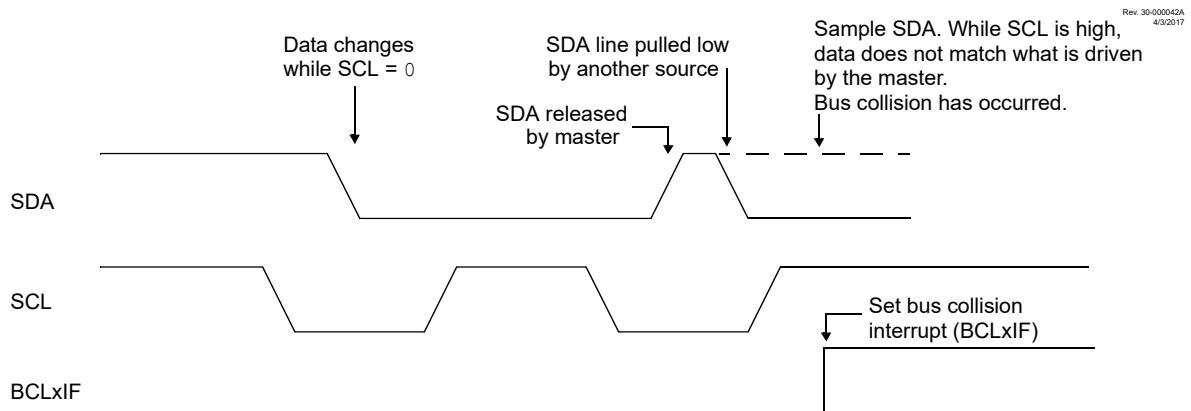 Rev. 30-000042A
4/3/2017
Data changes
while SCL = 0
SDA line pulled low
by another source
SDA released
by master
Sample SDA. While SCL is high,
data does not match what is driven
by the master.
Bus collision has occurred.
SDA
SCL
Set bus collision
interrupt (BCLxIF)
BCLxIF